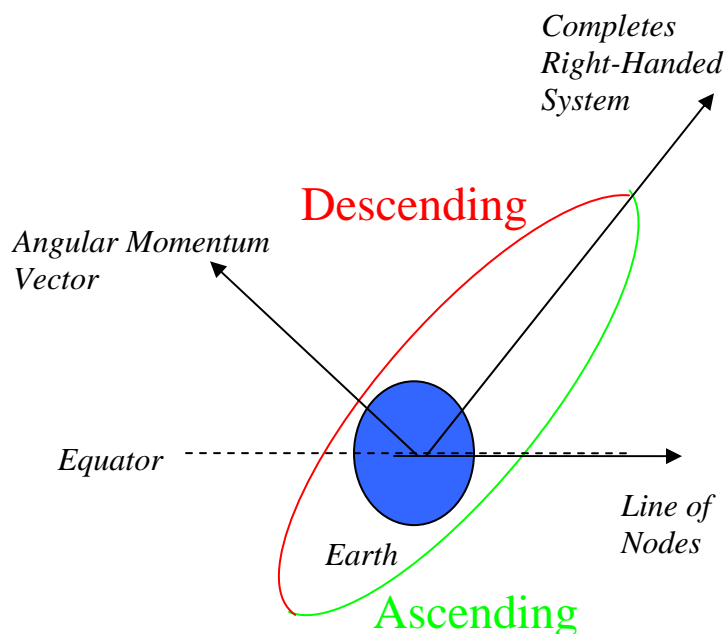 Completes
Right-Handed
System
Descending
Angular Momentum
Vector
Equator
Line of
Nodes
Earth
Ascending